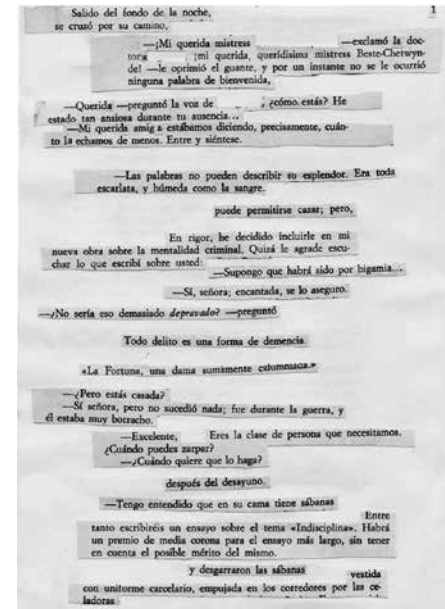 1
Salido del fondo de la noche,
se cruzó por su camino,
—¡Mi querida mistress —exclamó la doc-
tora ¡mi querida, queridísima mistress Beste-Chetwyn-
de! —le oprimió el guante, y por un instante no se le ocurrió
ninguna palabra de bienvenida,
—Querida —preguntó la voz de , ¿cómo estás? He
estado tan ansiosa durante tu ausencia...
—Mi querida amiga estábamos diciendo, precisamente, cuán-
to la echamos de menos. Entre y siéntese.
—Las palabras no pueden describir su esplendor. Era toda
escarlata, y húmeda como la sangre.
puede permitirse cazar; pero,
En rigor, he decidido incluirle en mi
nueva obra sobre la mentalidad criminal. Quizá le agrade escu-
char lo que escribí sobre usted:
—Supongo que habrá sido por bigamia...
—Sí, señora; encantada, se lo aseguro.
—¿No sería eso demasiado depravado? —preguntó
Todo delito es una forma de demencia.
«La Fortuna, una dama sumamente calumniada.»
—¿Pero estás casada?
—Sí señora, pero no sucedió nada; fue durante la guerra, y
él estaba muy borracho.
—Excelente, Eres la clase de persona que necesitamos.
¿Cuándo puedes zarpar?
—¿Cuándo quiere que lo haga?
después del desayuno.
—Tengo entendido que en su cama tiene sábanas
Entre
tanto escribiréis un ensayo sobre el tema «Indisciplina». Habrá
un premio de media corona para el ensayo más largo, sin tener
en cuenta el posible mérito del mismo.
y desgarraron las sábanas
vestida
con uniforme carcelario, empujada en los corredores por las ce-
ladoras